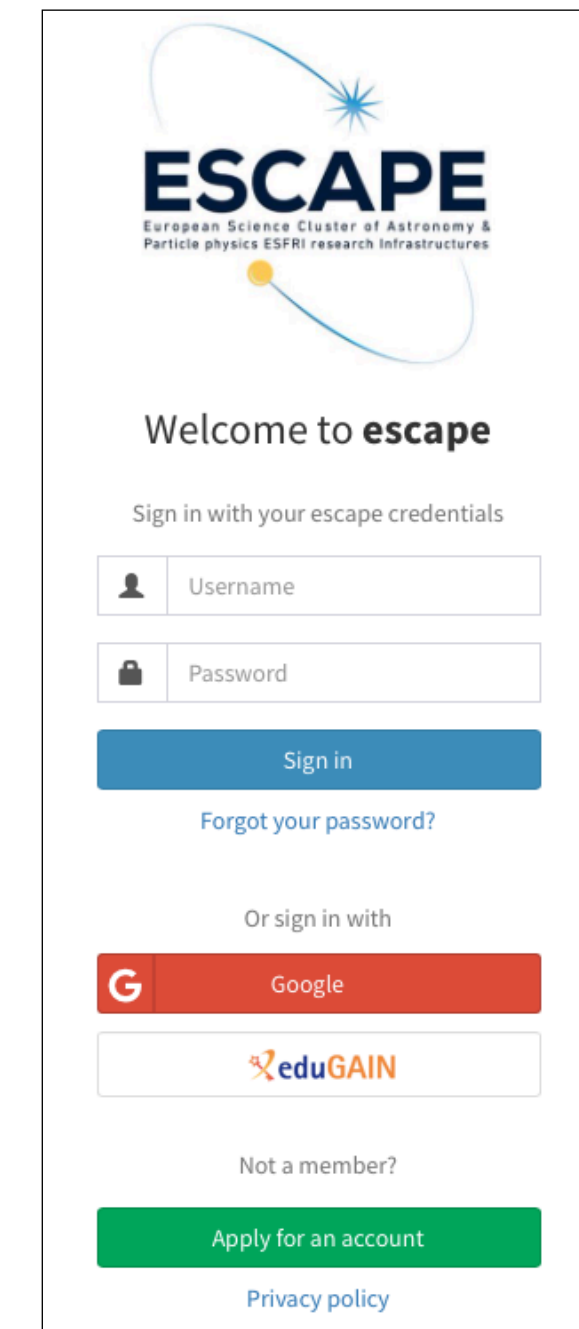 ESCAPE
European Science Cluster of Astronomy &
Particle physics ESFRI research Infrastructures
Welcome to escape
Sign in with your escape credentials
Username
Password
Sign in
Forgot your password?
Or sign in with
G Google
eduGAIN
Not a member?
Apply for an account
Privacy policy